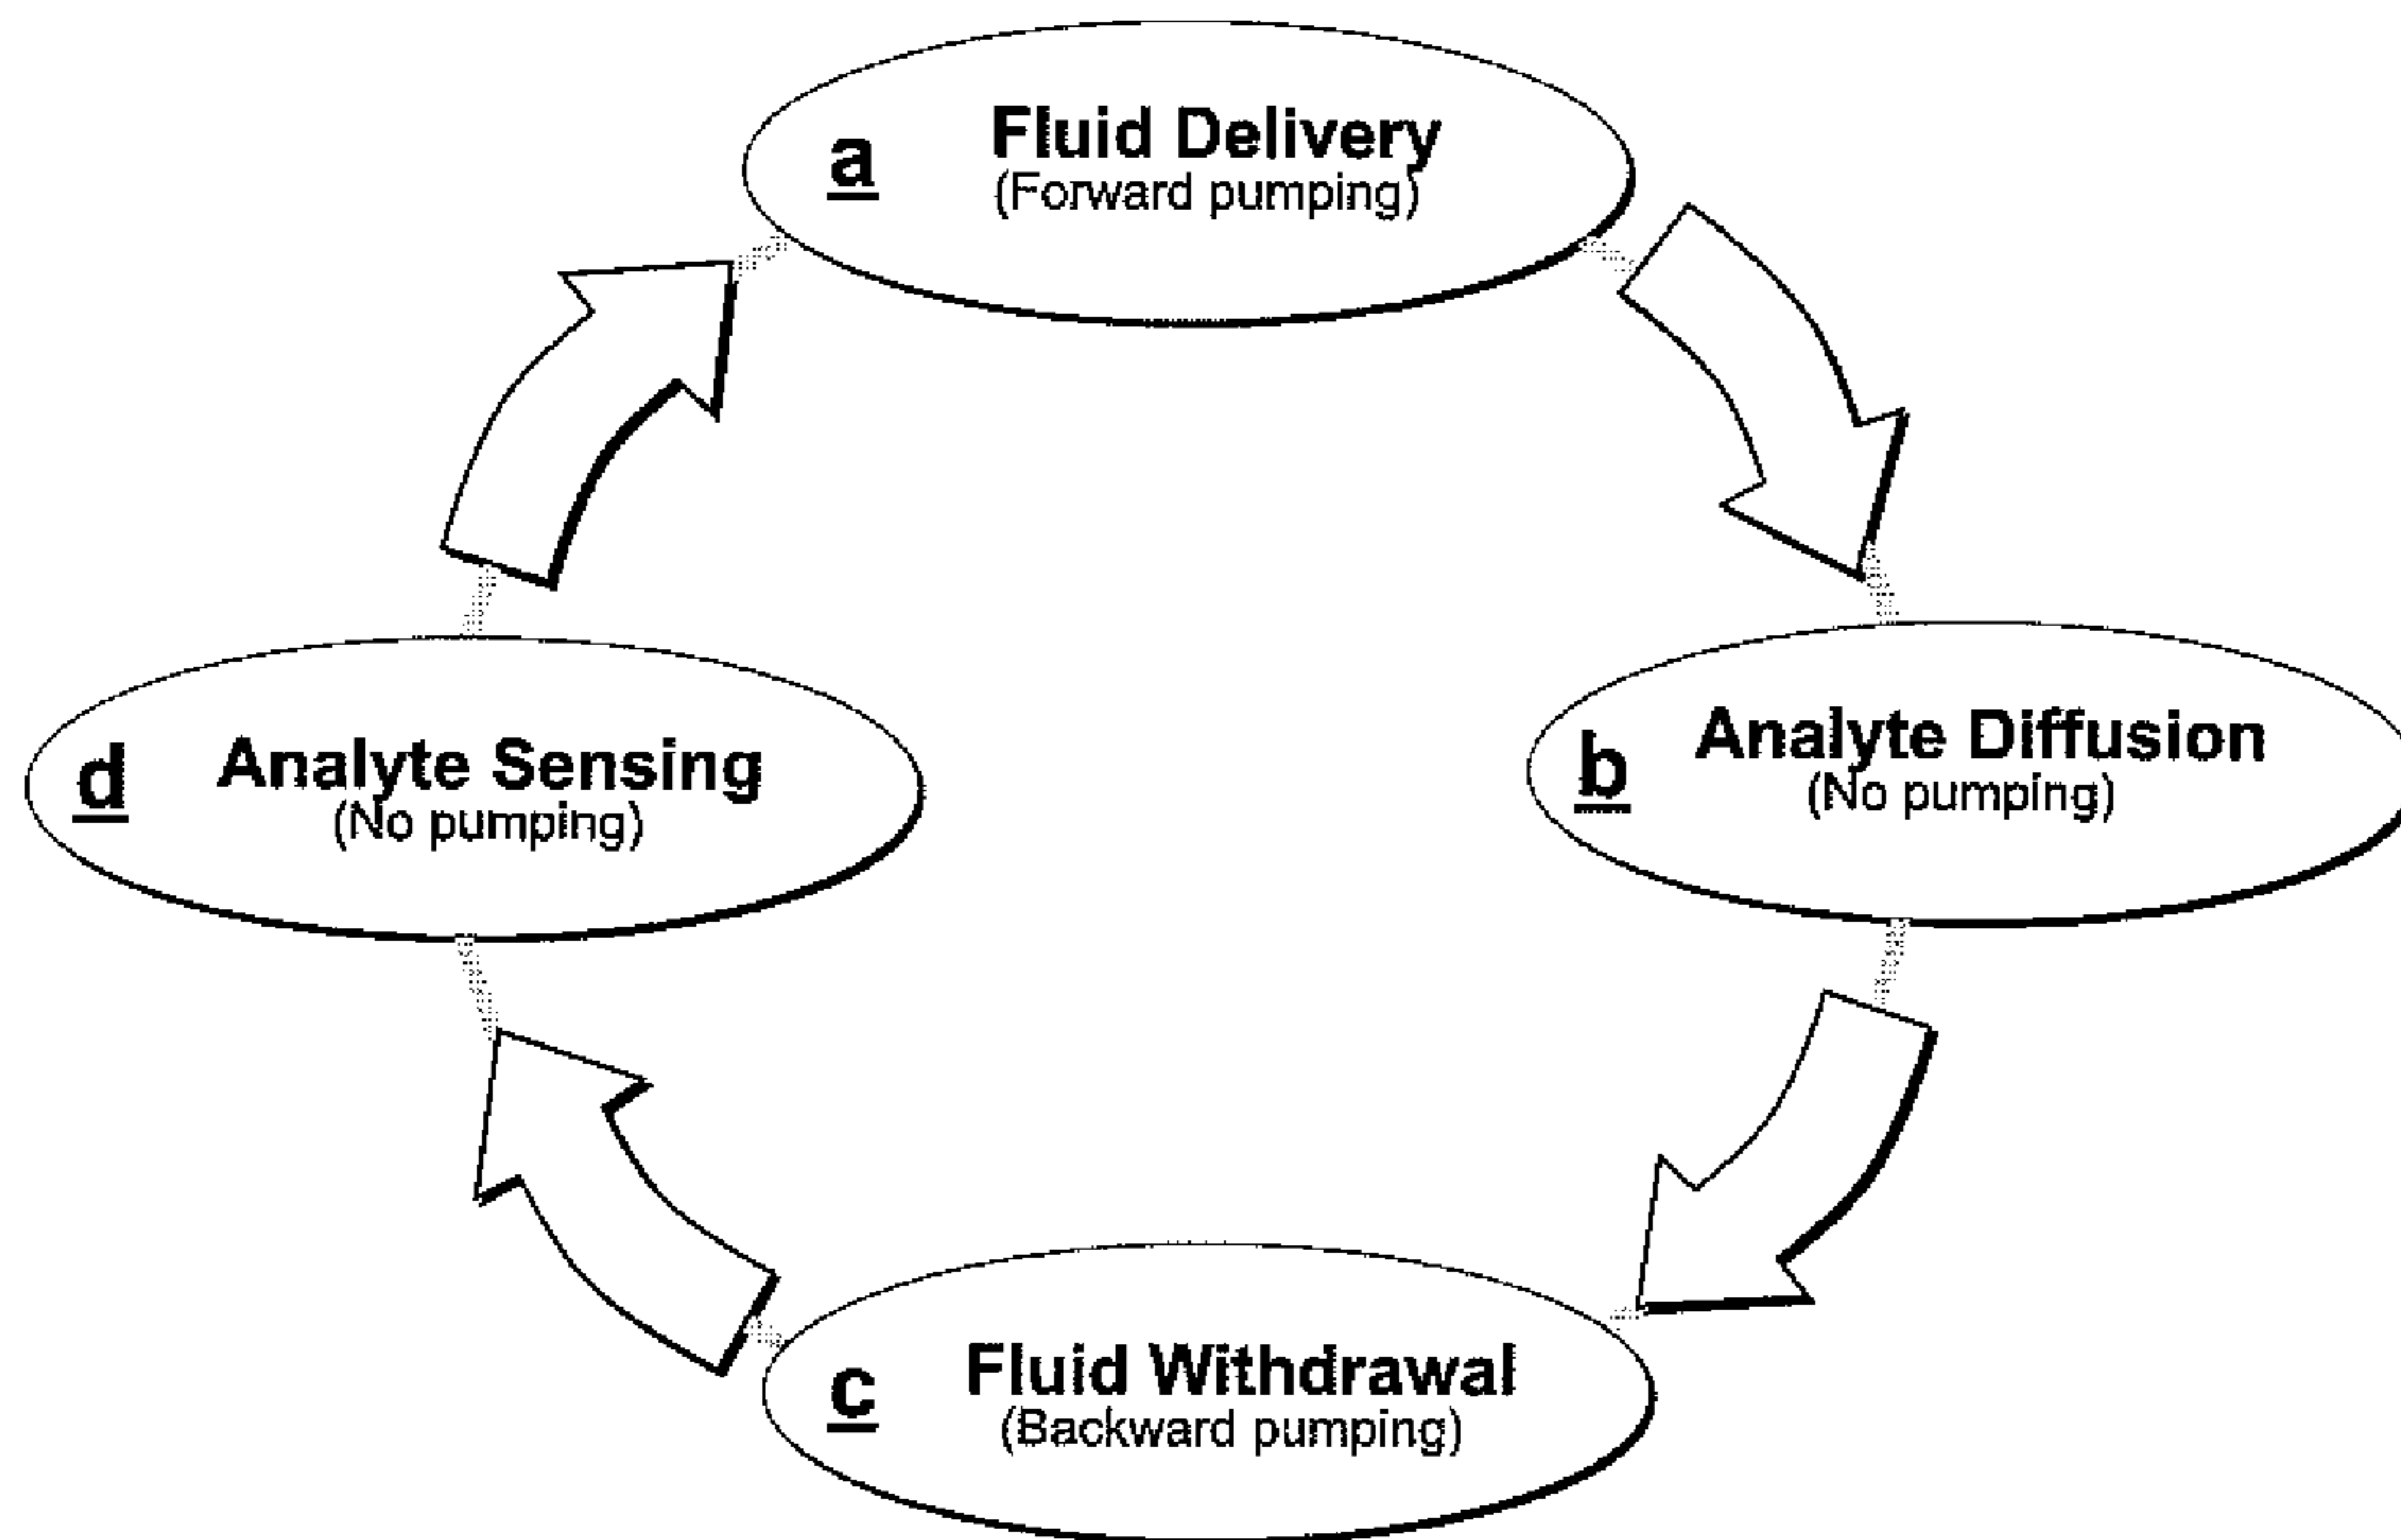 a Fluid Delivery
(Forward pumping)
b Analyte Diffusion
(No pumping)
c Fluid Withdrawal
(Backward pumping)
d Analyte Sensing
(No pumping)